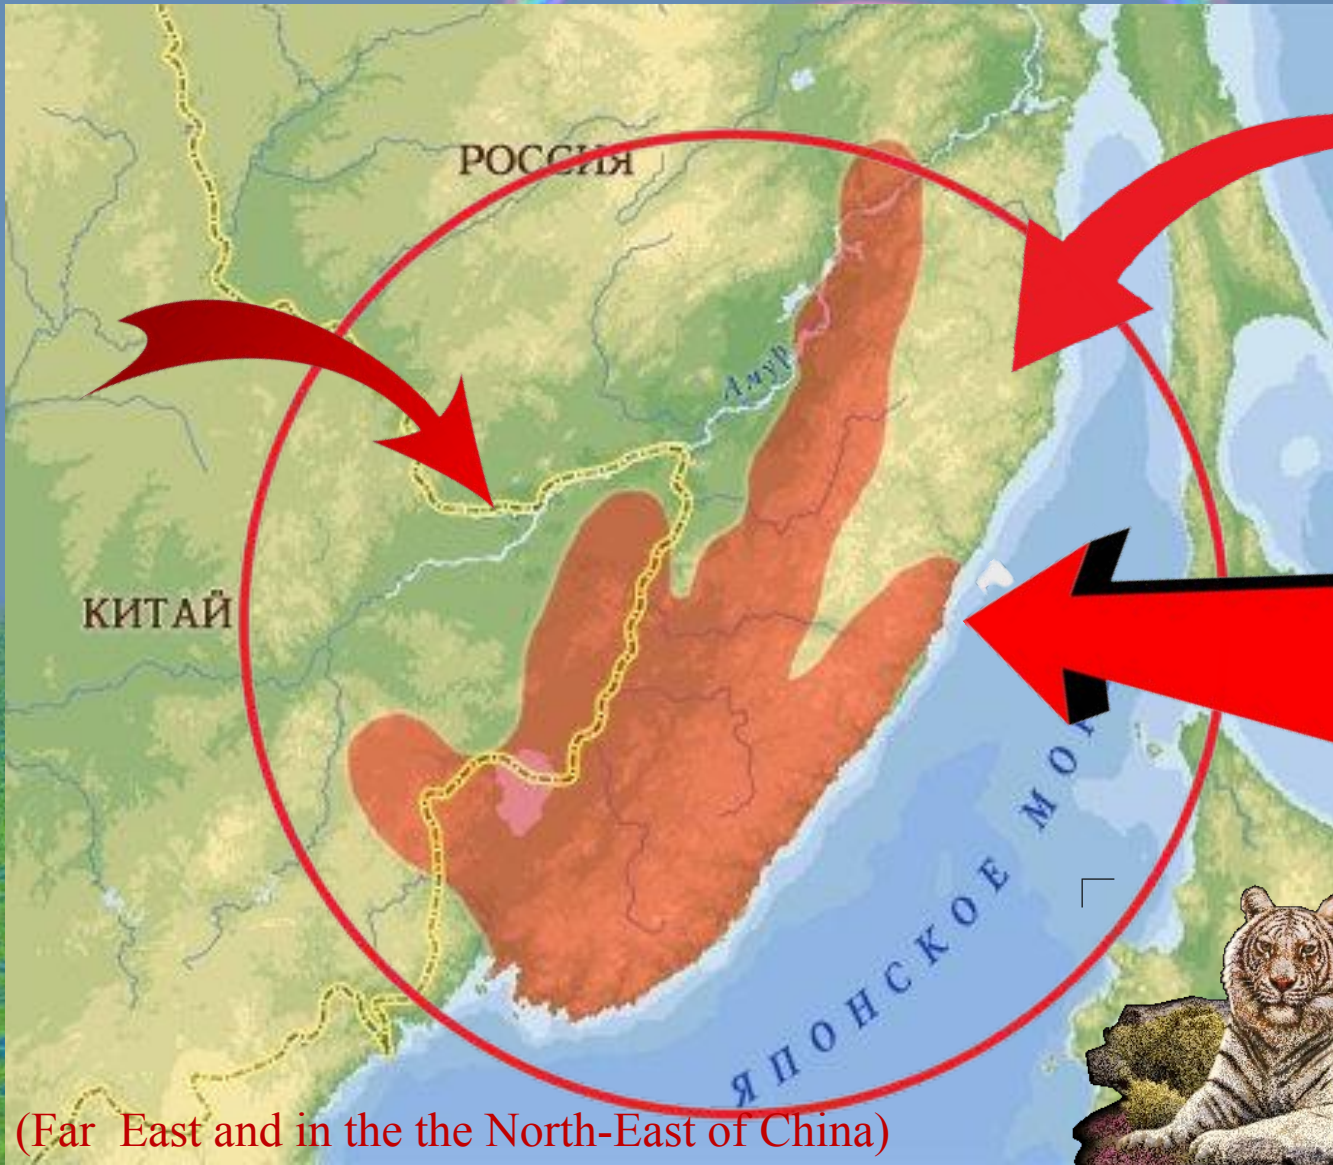 РОССИЯ
Амур
КИТАЙ
ЯПОНСКОЕ МО
(Far East and in the the North-East of China)